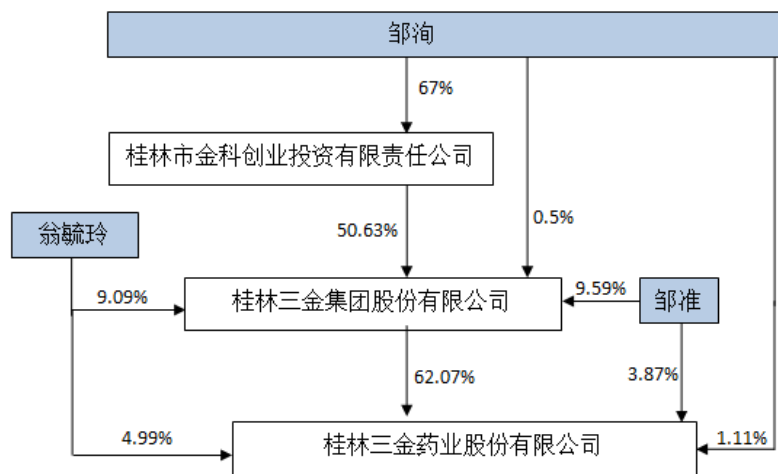 邹洵
67%
桂林市金科创业投资有限责任公司
50.63%
0.5%
翁毓玲
9.09%
桂林三金集团股份有限公司
9.59%
邹准
62.07%
3.87%
4.99%
桂林三金药业股份有限公司
1.11%